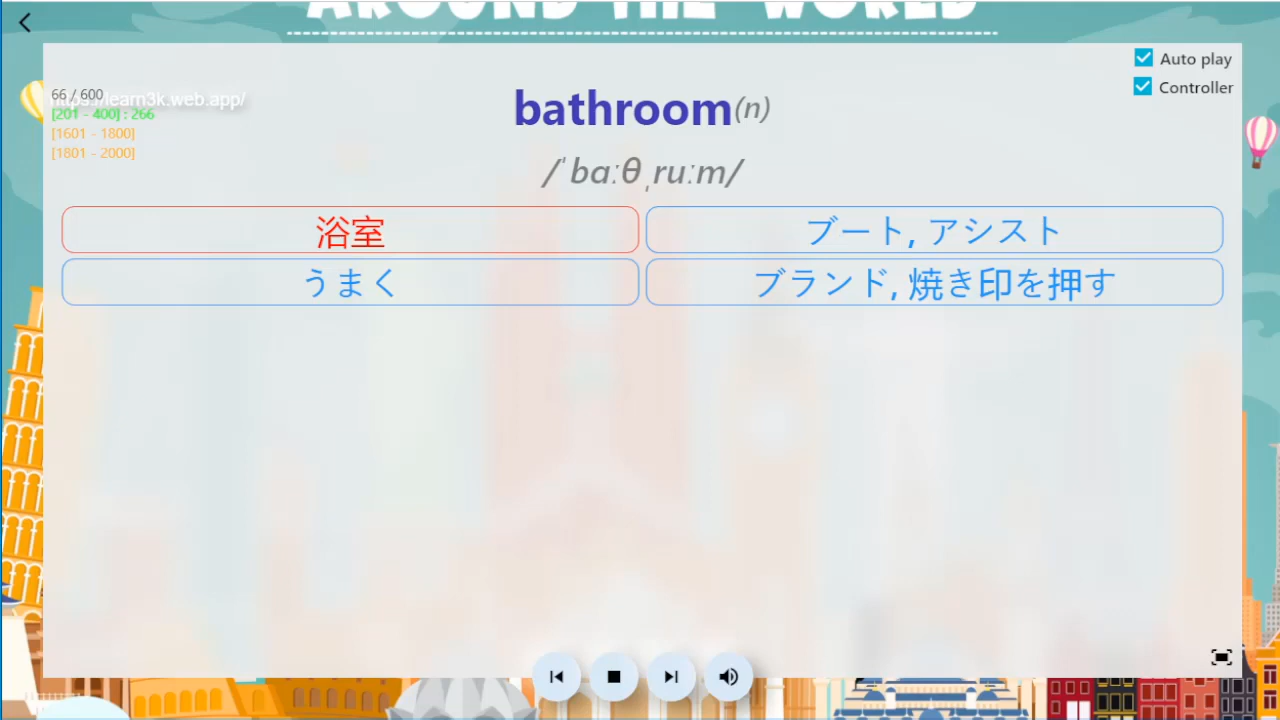 AROUND THE WORLD
Auto play
Controller
66 / 600
https://learn3k.web.app/
[201 - 400] : 266
[1601 - 1800]
[1801 - 2000]
bathroom(n)
/ˈbɑːθˌruːm/
浴室
ブート, アシスト
うまく
ブランド, 焼き印を押す